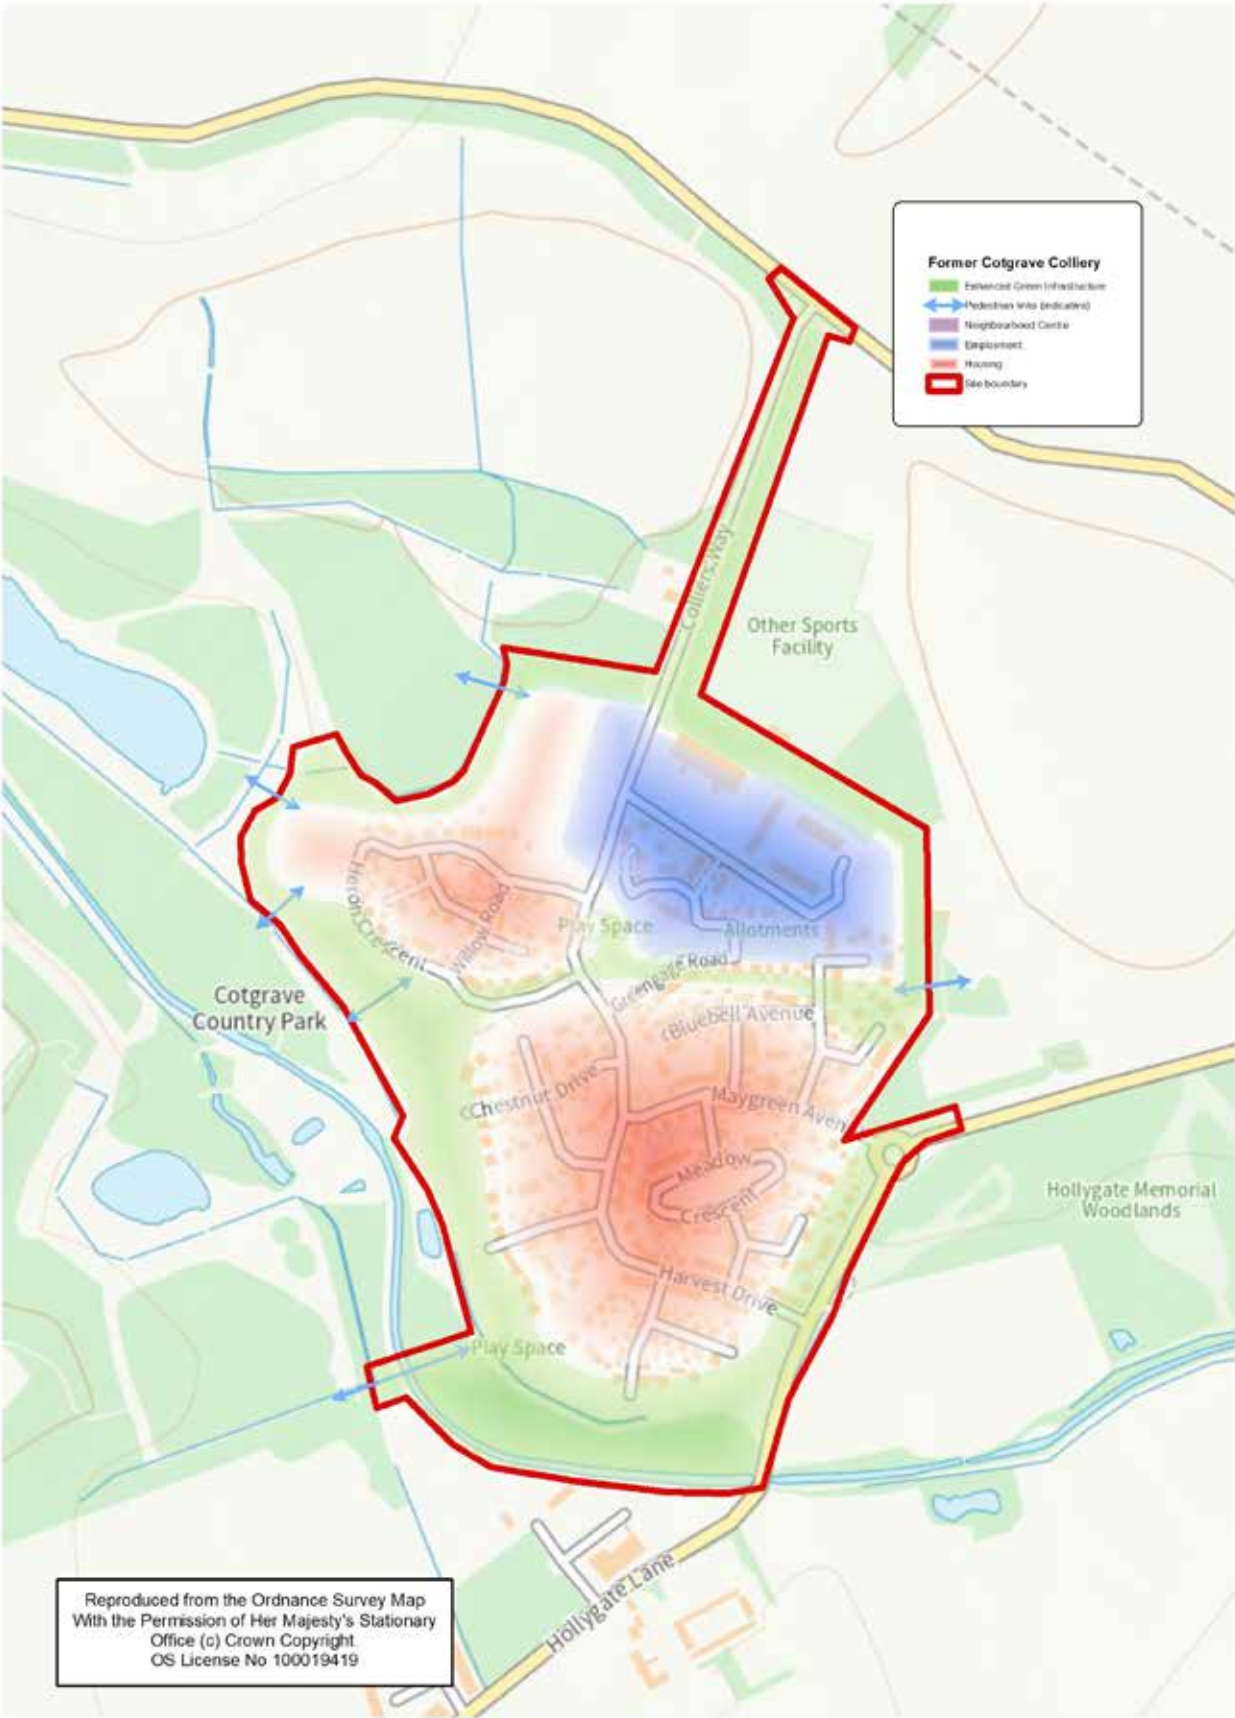 Former Cotgrave Colliery
Enhanced Green Infrastructure
Pedestrian links (indicative)
Neighbourhood Centre
Employment
Housing
Site boundary
Colliers Way
Other Sports
Facility
Heron Crescent
Willow Road
Play Space
Allotments
Greengage Road
Cotgrave
Country Park
Bluebell Avenue
Chestnut Drive
Maygreen Aven
Meadow
Crescent
Hollygate Memorial
Woodlands
Harvest Drive
Play Space
Hollygate Lane
Reproduced from the Ordnance Survey Map
With the Permission of Her Majesty's Stationary
Office (c) Crown Copyright.
OS License No 100019419